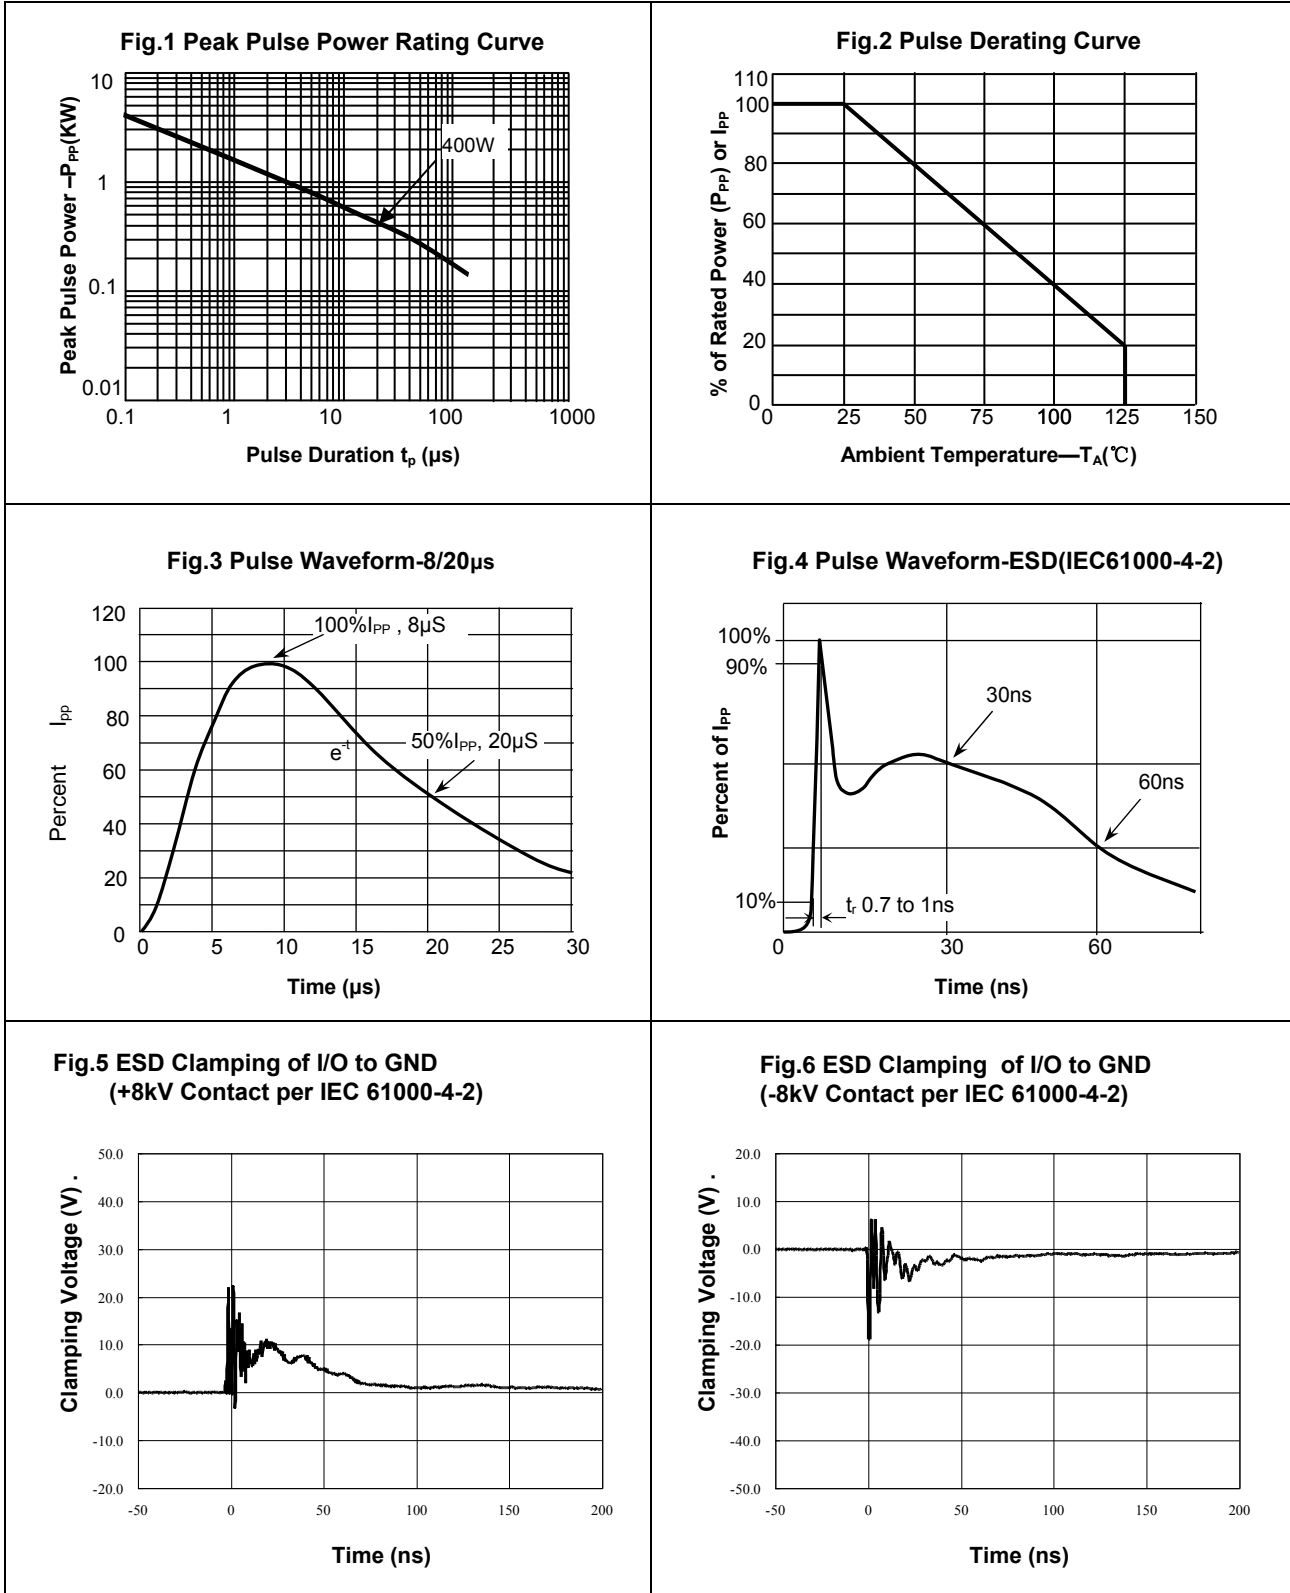 Fig.1 Peak Pulse Power Rating Curve
Peak Pulse Power –PPP(KW)
10
1
0.1
0.01
400W
0.1 1 10 100 1000
Pulse Duration tp (μs)
Fig.2 Pulse Derating Curve
% of Rated Power (PPP) or IPP
110
100
80
60
40
20
0
0 25 50 75 100 125 150
Ambient Temperature—TA(℃)
Fig.3 Pulse Waveform-8/20μs
Percent Ipp
120
100
80
60
40
20
0
100%IPP , 8μS
e-t
50%IPP, 20μS
0 5 10 15 20 25 30
Time (μs)
Fig.4 Pulse Waveform-ESD(IEC61000-4-2)
Percent of IPP
100%
90%
10%
30ns
60ns
tr 0.7 to 1ns
0 30 60
Time (ns)
Fig.5 ESD Clamping of I/O to GND
(+8kV Contact per IEC 61000-4-2)
Clamping Voltage (V) .
50.0
40.0
30.0
20.0
10.0
0.0
-10.0
-20.0
-50 0 50 100 150 200
Time (ns)
Fig.6 ESD Clamping of I/O to GND
(-8kV Contact per IEC 61000-4-2)
Clamping Voltage (V) .
20.0
10.0
0.0
-10.0
-20.0
-30.0
-40.0
-50.0
-50 0 50 100 150 200
Time (ns)